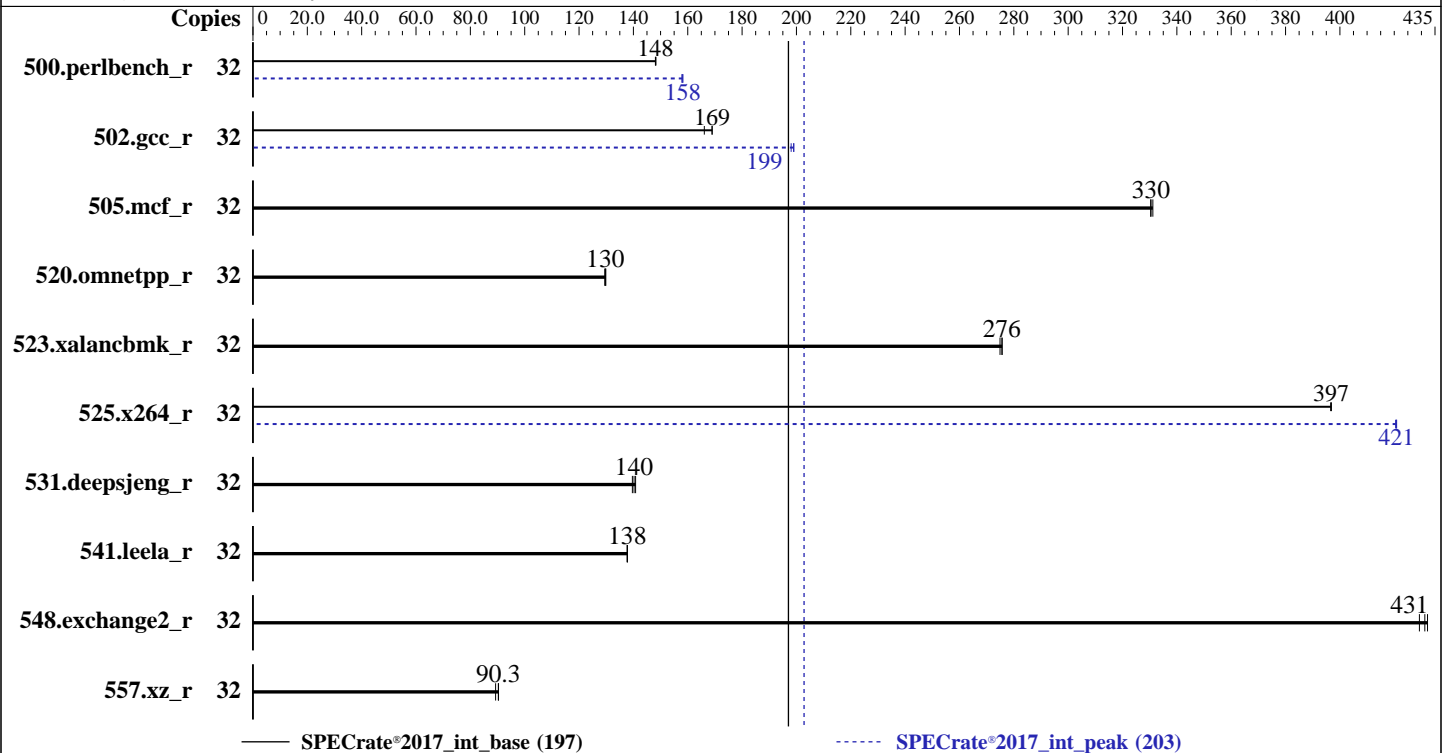 Copies 0 20.0 40.0 60.0 80.0 100 120 140 160 180 200 220 240 260 280 300 320 340 360 380 400 435
148
500.perlbench_r 32
158
169
502.gcc_r 32
199
330
505.mcf_r 32
130
520.omnetpp_r 32
276
523.xalancbmk_r 32
397
525.x264_r 32
421
140
531.deepsjeng_r 32
138
541.leela_r 32
431
548.exchange2_r 32
90.3
557.xz_r 32
SPECrate®2017_int_base (197) SPECrate®2017_int_peak (203)